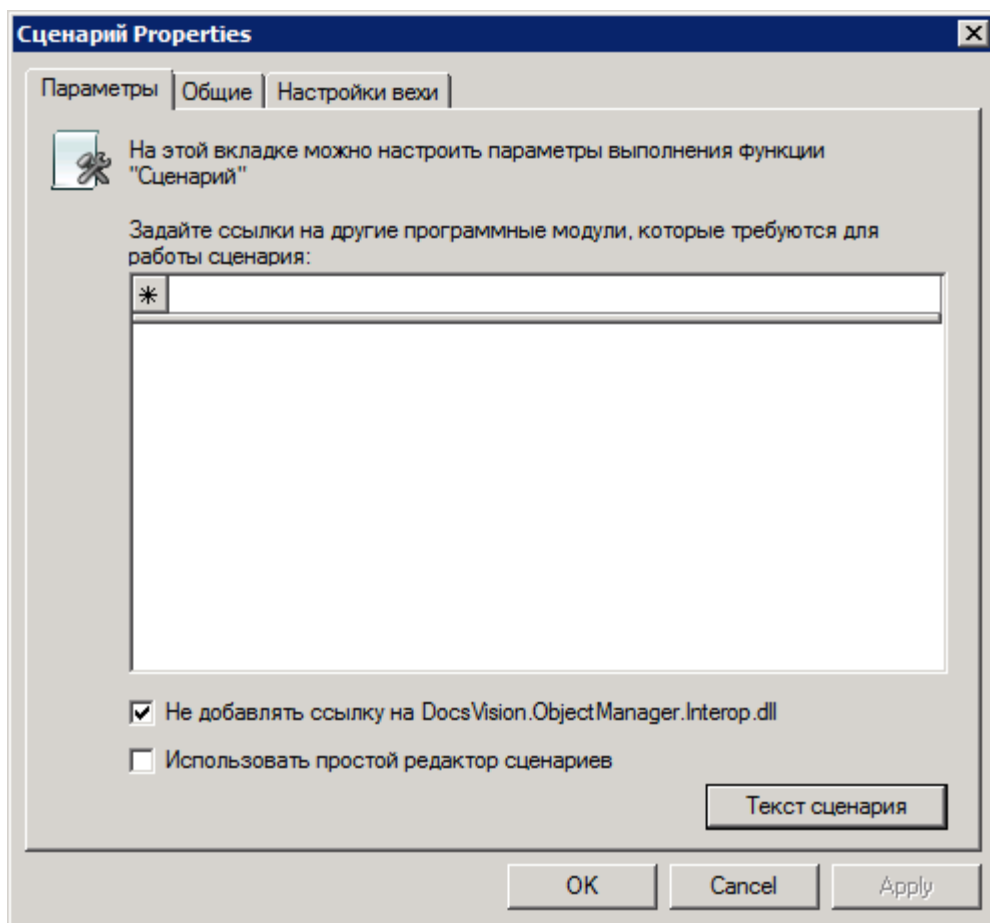 Сценарий Properties
Параметры
Общие
Настройки вехи
На этой вкладке можно настроить параметры выполнения функции
"Сценарий"
Задайте ссылки на другие программные модули, которые требуются для
работы сценария:
Не добавлять ссылку на DocsVision.ObjectManager.Interop.dll
Использовать простой редактор сценариев
Текст сценария
OK
Cancel
Apply